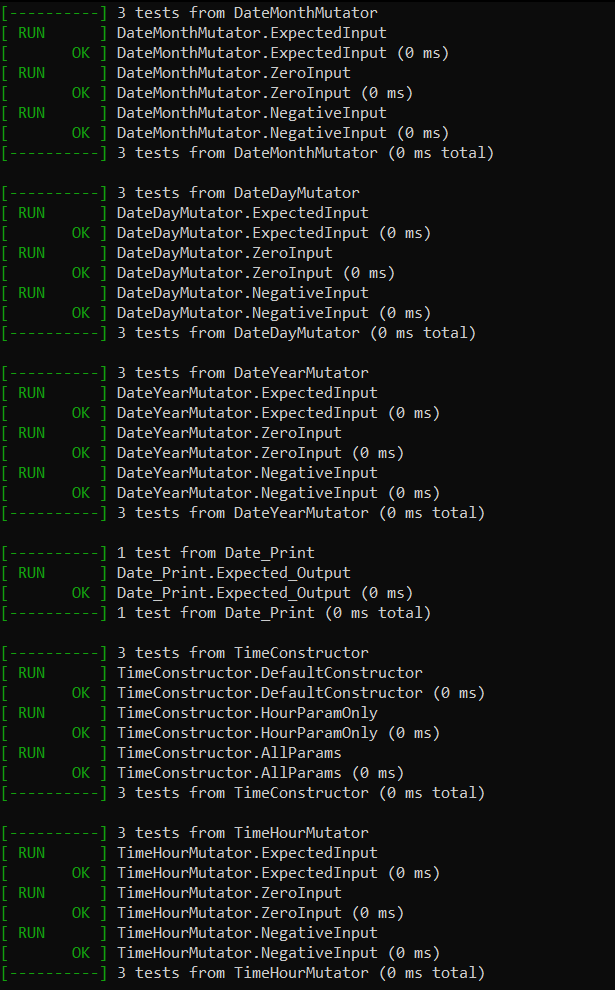 [----------] 3 tests from DateMonthMutator
[ RUN      ] DateMonthMutator.ExpectedInput
[       OK ] DateMonthMutator.ExpectedInput (0 ms)
[ RUN      ] DateMonthMutator.ZeroInput
[       OK ] DateMonthMutator.ZeroInput (0 ms)
[ RUN      ] DateMonthMutator.NegativeInput
[       OK ] DateMonthMutator.NegativeInput (0 ms)
[----------] 3 tests from DateMonthMutator (0 ms total)

[----------] 3 tests from DateDayMutator
[ RUN      ] DateDayMutator.ExpectedInput
[       OK ] DateDayMutator.ExpectedInput (0 ms)
[ RUN      ] DateDayMutator.ZeroInput
[       OK ] DateDayMutator.ZeroInput (0 ms)
[ RUN      ] DateDayMutator.NegativeInput
[       OK ] DateDayMutator.NegativeInput (0 ms)
[----------] 3 tests from DateDayMutator (0 ms total)

[----------] 3 tests from DateYearMutator
[ RUN      ] DateYearMutator.ExpectedInput
[       OK ] DateYearMutator.ExpectedInput (0 ms)
[ RUN      ] DateYearMutator.ZeroInput
[       OK ] DateYearMutator.ZeroInput (0 ms)
[ RUN      ] DateYearMutator.NegativeInput
[       OK ] DateYearMutator.NegativeInput (0 ms)
[----------] 3 tests from DateYearMutator (0 ms total)

[----------] 1 test from Date_Print
[ RUN      ] Date_Print.Expected_Output
[       OK ] Date_Print.Expected_Output (0 ms)
[----------] 1 test from Date_Print (0 ms total)

[----------] 3 tests from TimeConstructor
[ RUN      ] TimeConstructor.DefaultConstructor
[       OK ] TimeConstructor.DefaultConstructor (0 ms)
[ RUN      ] TimeConstructor.HourParamOnly
[       OK ] TimeConstructor.HourParamOnly (0 ms)
[ RUN      ] TimeConstructor.AllParams
[       OK ] TimeConstructor.AllParams (0 ms)
[----------] 3 tests from TimeConstructor (0 ms total)

[----------] 3 tests from TimeHourMutator
[ RUN      ] TimeHourMutator.ExpectedInput
[       OK ] TimeHourMutator.ExpectedInput (0 ms)
[ RUN      ] TimeHourMutator.ZeroInput
[       OK ] TimeHourMutator.ZeroInput (0 ms)
[ RUN      ] TimeHourMutator.NegativeInput
[       OK ] TimeHourMutator.NegativeInput (0 ms)
[----------] 3 tests from TimeHourMutator (0 ms total)